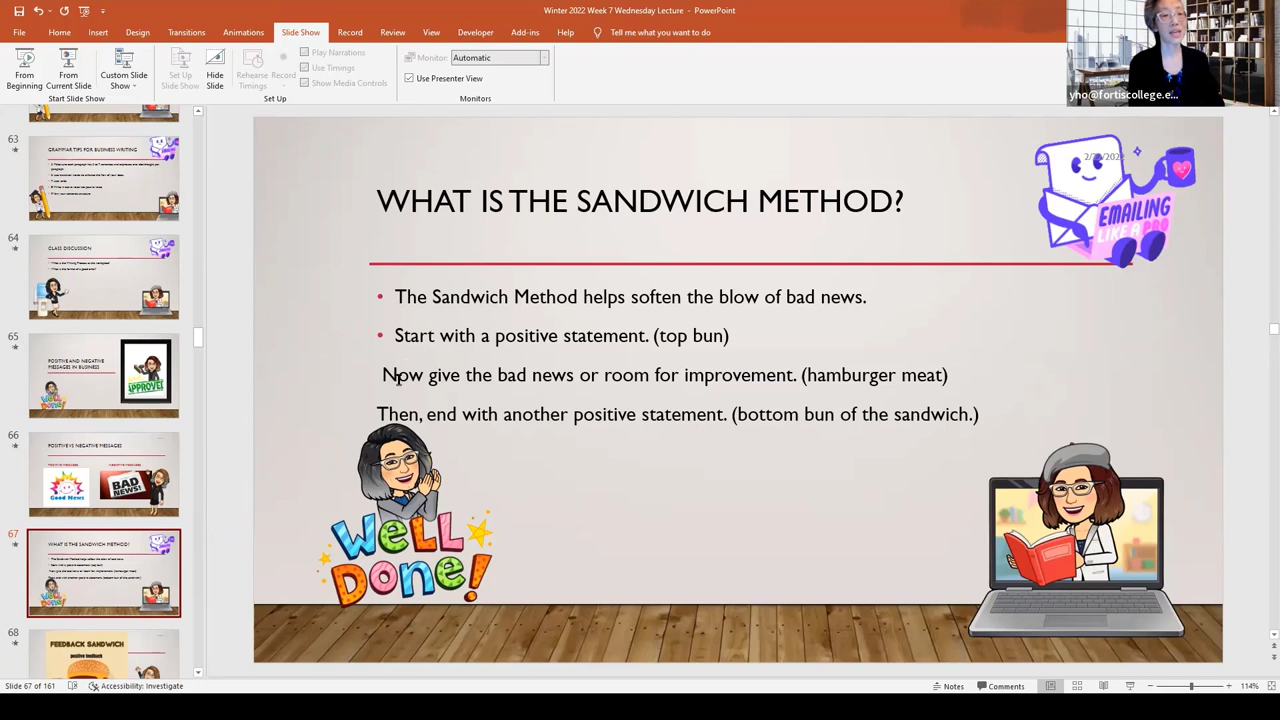 Winter 2022 Week 7 Wednesday Lecture - PowerPoint
File Home Insert Design Transitions Animations Slide Show Record Review View Developer Add-ins Help Tell me what you want to do
From Beginning
From Current Slide
Custom Slide Show
Set Up Slide Show
Hide Slide
Rehearse Timings
Record
Play Narrations
Use Timings
Show Media Controls
Monitor: Automatic
Use Presenter View
Start Slide Show
Set Up
Monitors
yho@fortiscollege.e...
63
GRAMMAR TIPS FOR BUSINESS WRITING
64
CLASS DISCUSSION
65
POSITIVE AND NEGATIVE
MESSAGES IN BUSINESS
APPROVE!
66
POSITIVE VS NEGATIVE MESSAGES
Good News
BAD NEWS!
67
WHAT IS THE SANDWICH METHOD?
Well Done!
68
FEEDBACK SANDWICH
positive feedback
WHAT IS THE SANDWICH METHOD?
EMAILING
LIKE A PRO
• The Sandwich Method helps soften the blow of bad news.
• Start with a positive statement. (top bun)
Now give the bad news or room for improvement. (hamburger meat)
Then, end with another positive statement. (bottom bun of the sandwich.)
WeLL
DONe!
Slide 67 of 161
Accessibility: Investigate
Notes
Comments
114%